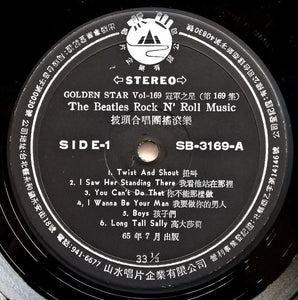 ⇦ STEREO ⇨
GOLDEN STAR Vol-169 冠軍之星（第169集）
The Beatles Rock N' Roll Music
披頭合唱團搖滾樂
SIDE-1
SB-3169-A
1. Twist And Shout 扭叫
2. I Saw Her Standing There 我看他站在那裡
3. You Can't Do That 你不能那樣做
4. I Wanna Be Your Man 我要做你的男人
5. Boys 孩子們
6. Long Tall Sally 高大莎莉
65 年 7 月出版
33⅓
山水唱片企業有限公司